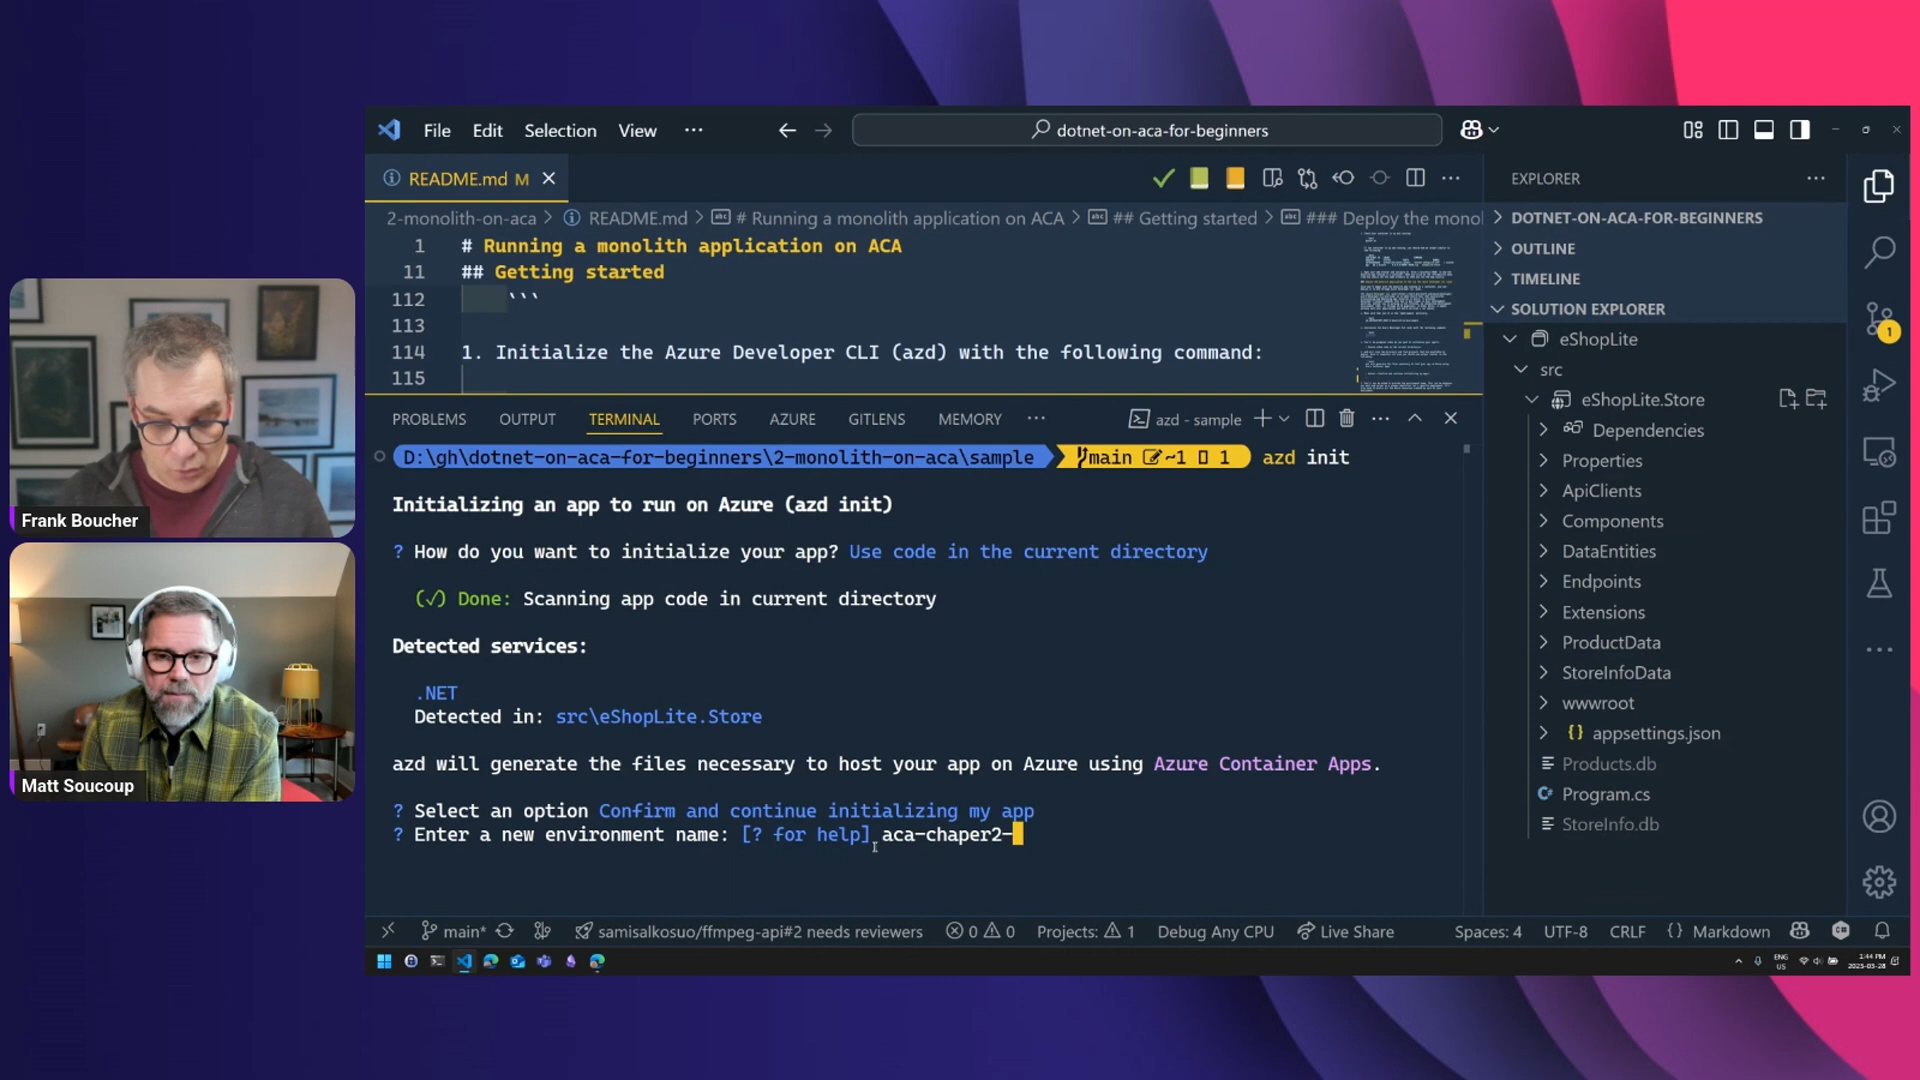 File Edit Selection View ... dotnet-on-aca-for-beginners
README.md M
EXPLORER
2-monolith-on-aca > README.md > # Running a monolith application on ACA > ## Getting started > ### Deploy the mono
1 # Running a monolith application on ACA
11 ## Getting started
112 ```
113
114 1. Initialize the Azure Developer CLI (azd) with the following command:
115
DOTNET-ON-ACA-FOR-BEGINNERS
OUTLINE
TIMELINE
SOLUTION EXPLORER
eShopLite
src
eShopLite.Store
Dependencies
Properties
ApiClients
Components
DataEntities
Endpoints
Extensions
ProductData
StoreInfoData
wwwroot
{} appsettings.json
Products.db
C# Program.cs
StoreInfo.db
1
PROBLEMS OUTPUT TERMINAL PORTS AZURE GITLENS MEMORY ... azd - sample
D:\gh\dotnet-on-aca-for-beginners\2-monolith-on-aca\sample main ~1 1 azd init
Initializing an app to run on Azure (azd init)
? How do you want to initialize your app? Use code in the current directory
(✓) Done: Scanning app code in current directory
Detected services:
.NET
Detected in: src\eShopLite.Store
azd will generate the files necessary to host your app on Azure using Azure Container Apps.
? Select an option Confirm and continue initializing my app
? Enter a new environment name: [? for help] aca-chaper2-
main* samisalkosuo/ffmpeg-api#2 needs reviewers 0 0 Projects: 1 Debug Any CPU Live Share Spaces: 4 UTF-8 CRLF {} Markdown
ENG
US
1:44 PM
2025-03-28
Frank Boucher
Matt Soucoup